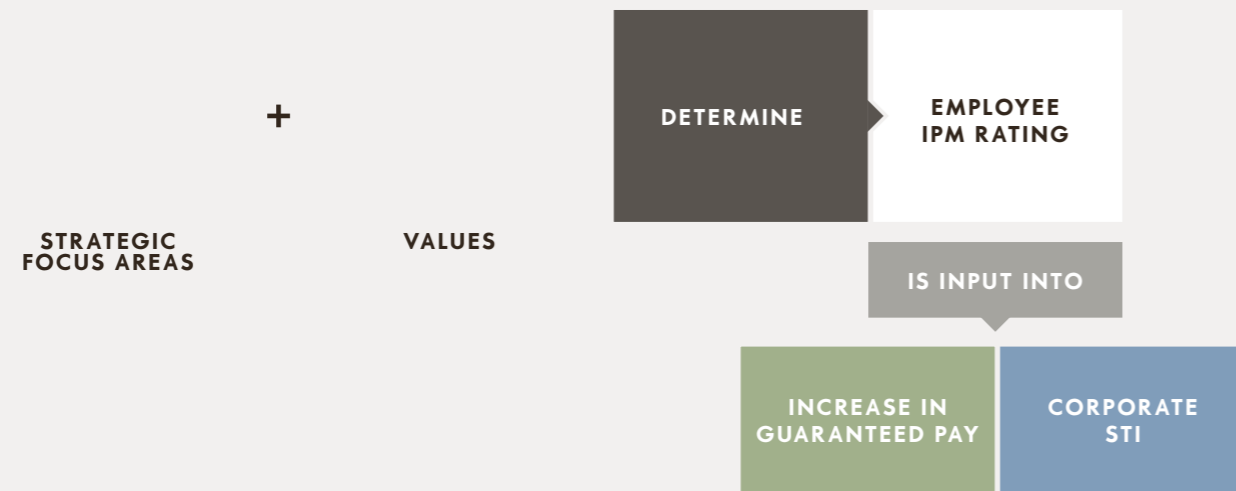 +
STRATEGIC
FOCUS AREAS
VALUES
DETERMINE
EMPLOYEE
IPM RATING
IS INPUT INTO
INCREASE IN
GUARANTEED PAY
CORPORATE
STI